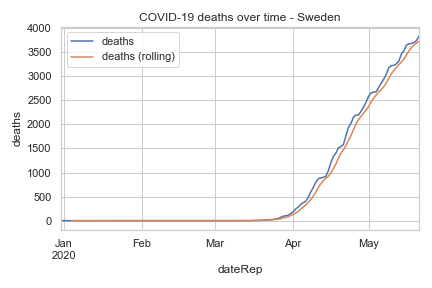 COVID-19 deaths over time - Sweden
deaths
deaths (rolling)
4000
3500
3000
2500
2000
1500
1000
500
0
deaths
Jan
2020
Feb
Mar
Apr
May
dateRep